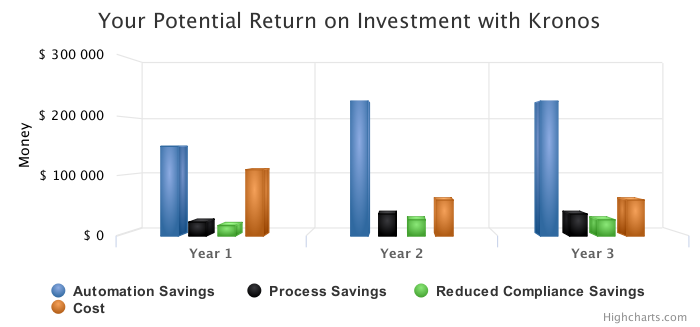 Your Potential Return on Investment with Kronos
$ 300 000
$ 200 000
$ 100 000
$ 0
Money
Year 1 Year 2 Year 3
Automation Savings Process Savings Reduced Compliance Savings
Cost
Highcharts.com